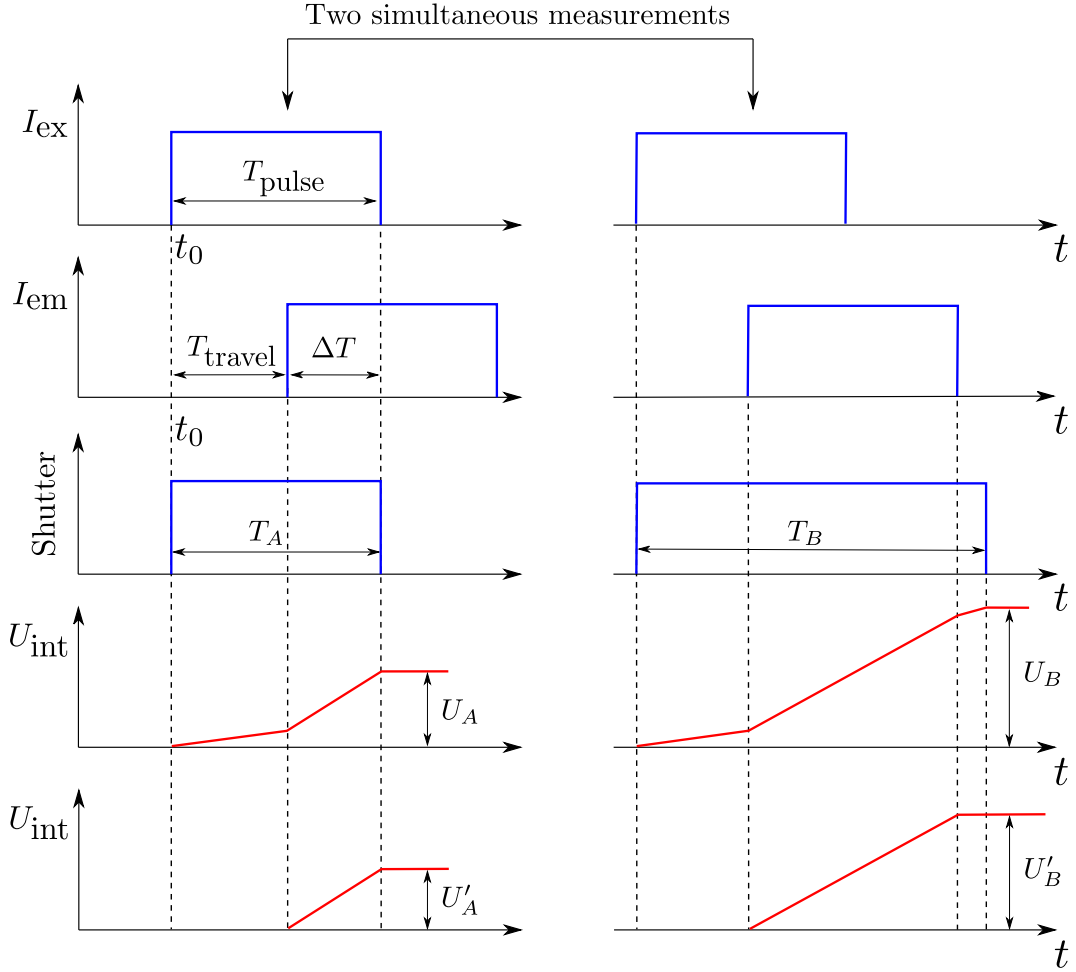 Two simultaneous measurements
I_ex
T_pulse
t_0
t
I_em
T_travel
ΔT
t_0
t
Shutter
T_A
T_B
t
U_int
U_A
U_B
t
U_int
U'_A
U'_B
t